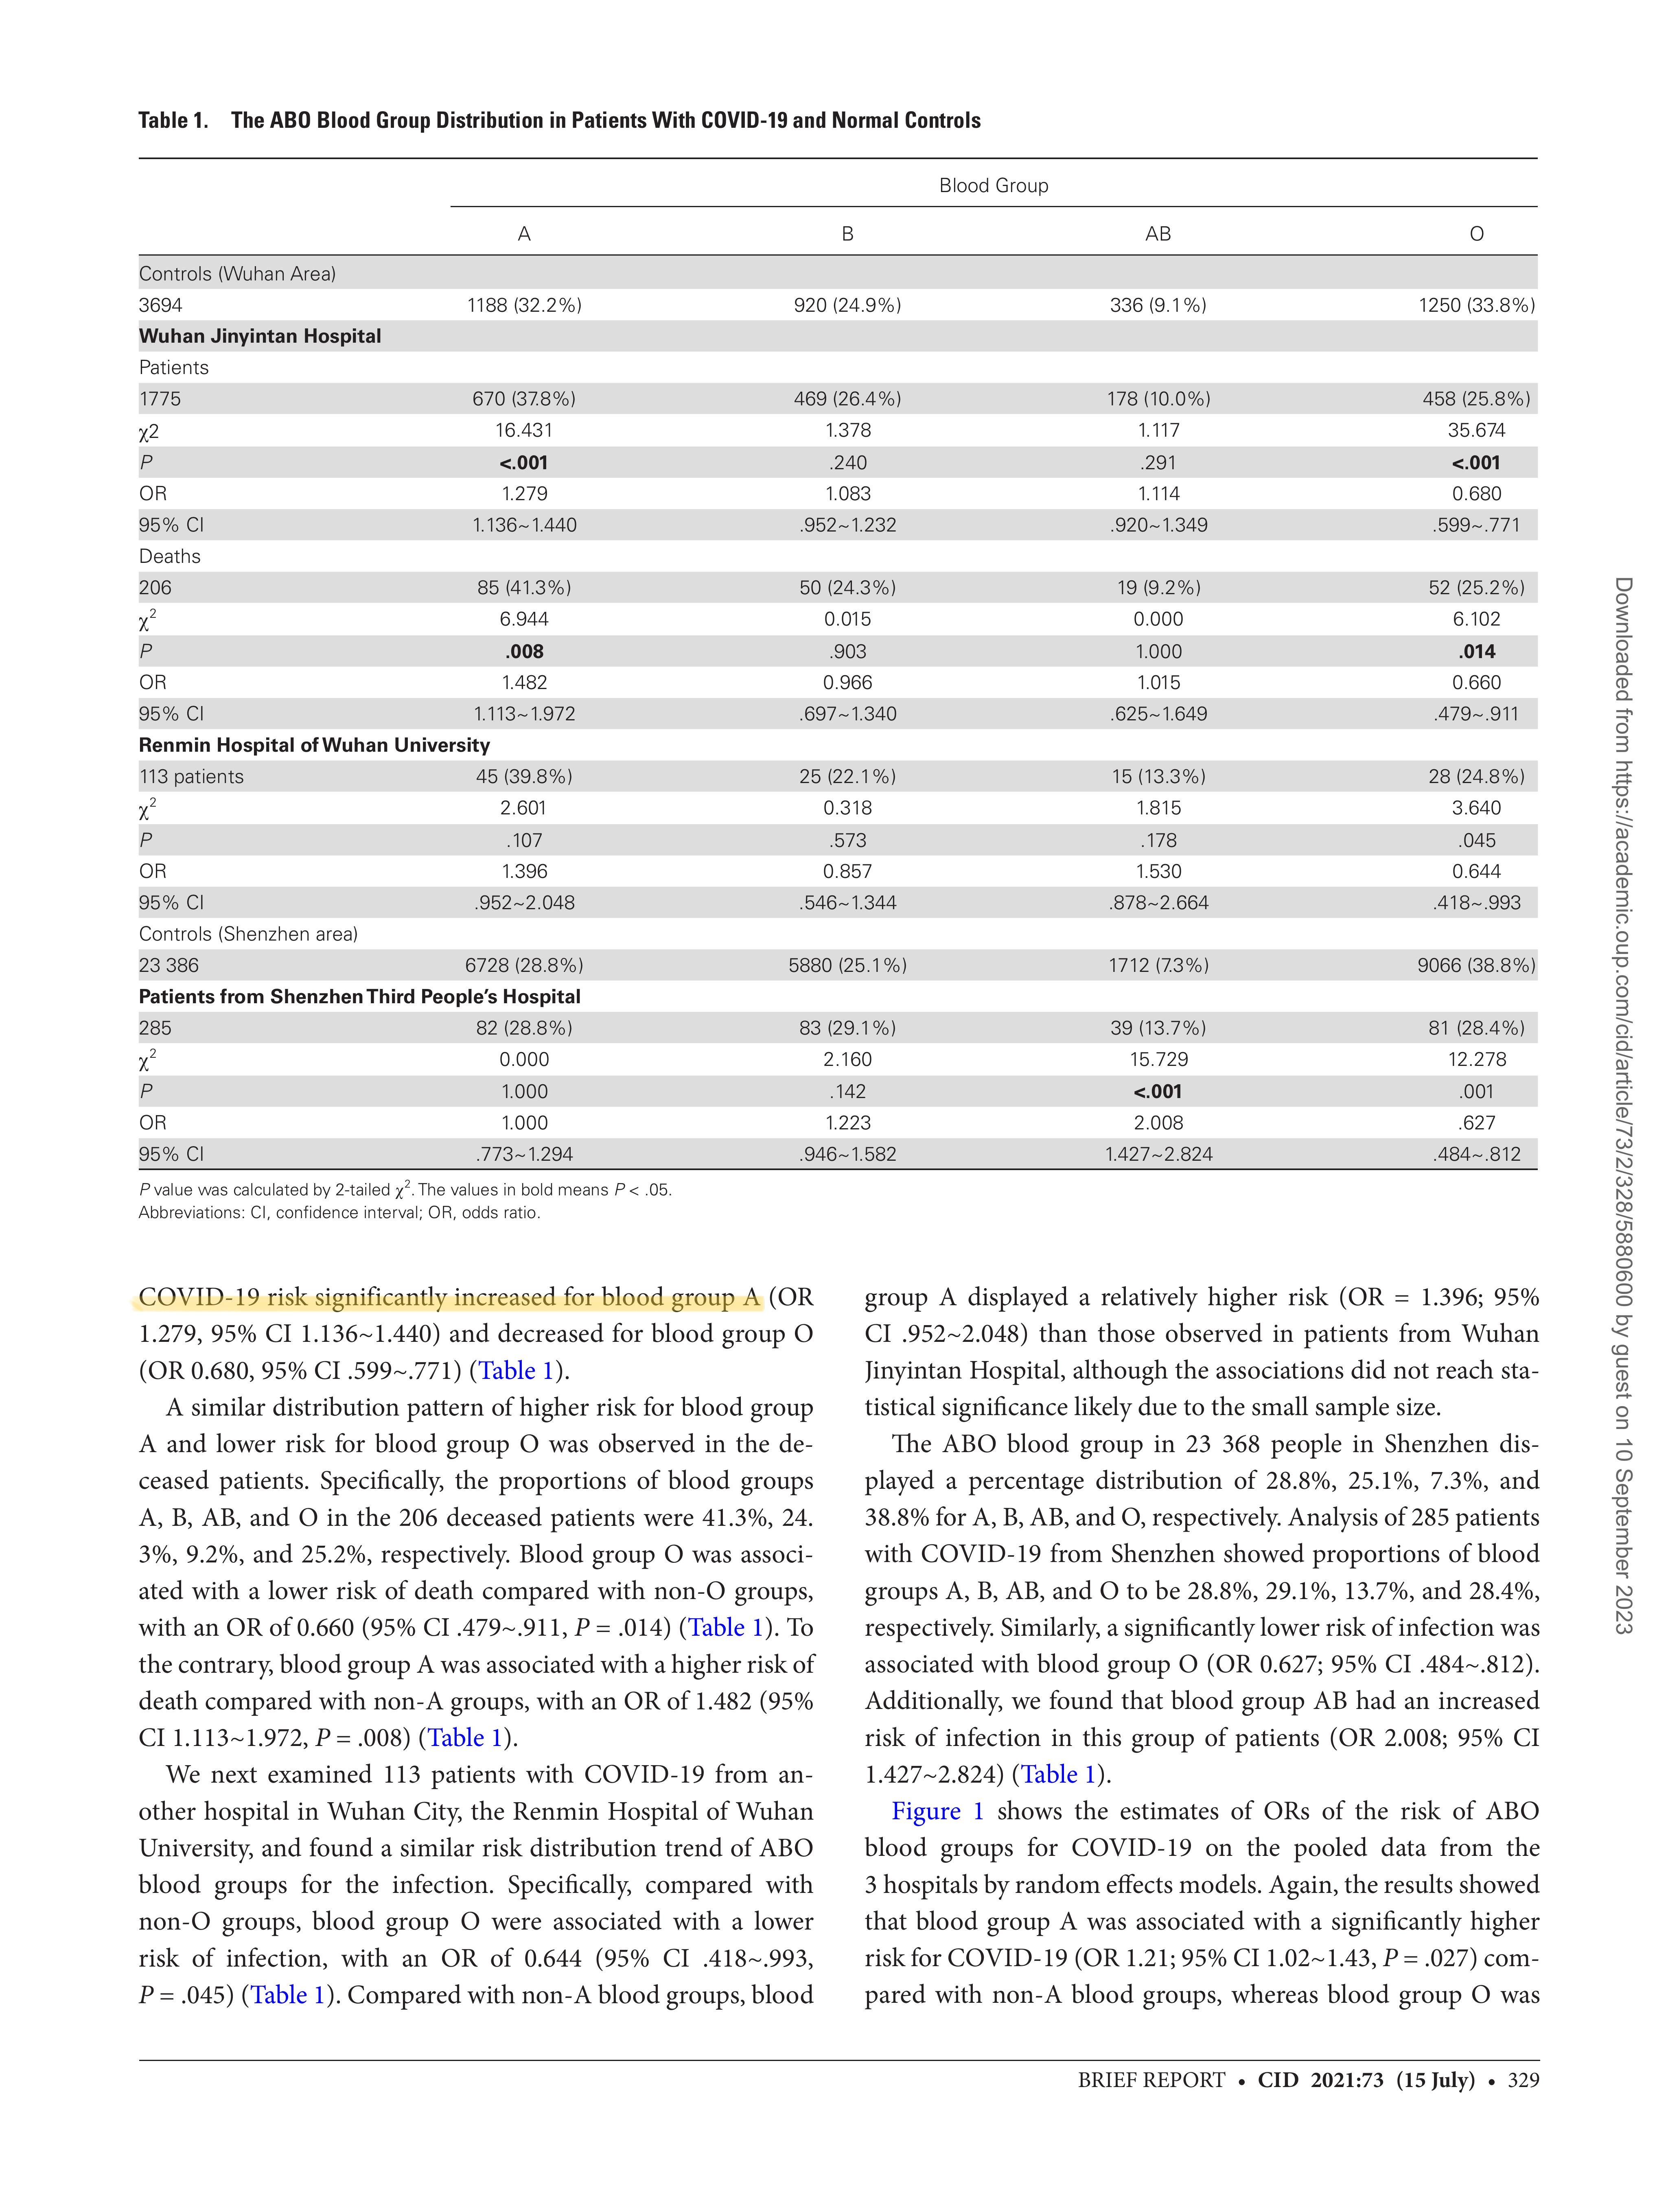 Table 1. The ABO Blood Group Distribution in Patients With COVID-19 and Normal Controls
Blood Group
A B AB O
Controls (Wuhan Area)
3694 1188 (32.2%) 920 (24.9%) 336 (9.1%) 1250 (33.8%)
Wuhan Jinyintan Hospital
Patients
1775 670 (37.8%) 469 (26.4%) 178 (10.0%) 458 (25.8%)
χ2 16.431 1.378 1.117 35.674
P <.001 .240 .291 <.001
OR 1.279 1.083 1.114 0.680
95% CI 1.136~1.440 .952~1.232 .920~1.349 .599~.771
Deaths
206 85 (41.3%) 50 (24.3%) 19 (9.2%) 52 (25.2%)
χ² 6.944 0.015 0.000 6.102
P .008 .903 1.000 .014
OR 1.482 0.966 1.015 0.660
95% CI 1.113~1.972 .697~1.340 .625~1.649 .479~.911
Renmin Hospital of Wuhan University
113 patients 45 (39.8%) 25 (22.1%) 15 (13.3%) 28 (24.8%)
χ² 2.601 0.318 1.815 3.640
P .107 .573 .178 .045
OR 1.396 0.857 1.530 0.644
95% CI .952~2.048 .546~1.344 .878~2.664 .418~.993
Controls (Shenzhen area)
23 386 6728 (28.8%) 5880 (25.1%) 1712 (7.3%) 9066 (38.8%)
Patients from Shenzhen Third People's Hospital
285 82 (28.8%) 83 (29.1%) 39 (13.7%) 81 (28.4%)
χ² 0.000 2.160 15.729 12.278
P 1.000 .142 <.001 .001
OR 1.000 1.223 2.008 .627
95% CI .773~1.294 .946~1.582 1.427~2.824 .484~.812
P value was calculated by 2-tailed χ². The values in bold means P < .05.
Abbreviations: CI, confidence interval; OR, odds ratio.
COVID-19 risk significantly increased for blood group A (OR
1.279, 95% CI 1.136~1.440) and decreased for blood group O
(OR 0.680, 95% CI .599~.771) (Table 1).
A similar distribution pattern of higher risk for blood group
A and lower risk for blood group O was observed in the de-
ceased patients. Specifically, the proportions of blood groups
A, B, AB, and O in the 206 deceased patients were 41.3%, 24.
3%, 9.2%, and 25.2%, respectively. Blood group O was associ-
ated with a lower risk of death compared with non-O groups,
with an OR of 0.660 (95% CI .479~.911, P = .014) (Table 1). To
the contrary, blood group A was associated with a higher risk of
death compared with non-A groups, with an OR of 1.482 (95%
CI 1.113~1.972, P = .008) (Table 1).
We next examined 113 patients with COVID-19 from an-
other hospital in Wuhan City, the Renmin Hospital of Wuhan
University, and found a similar risk distribution trend of ABO
blood groups for the infection. Specifically, compared with
non-O groups, blood group O were associated with a lower
risk of infection, with an OR of 0.644 (95% CI .418~.993,
P = .045) (Table 1). Compared with non-A blood groups, blood
group A displayed a relatively higher risk (OR = 1.396; 95%
CI .952~2.048) than those observed in patients from Wuhan
Jinyintan Hospital, although the associations did not reach sta-
tistical significance likely due to the small sample size.
The ABO blood group in 23 368 people in Shenzhen dis-
played a percentage distribution of 28.8%, 25.1%, 7.3%, and
38.8% for A, B, AB, and O, respectively. Analysis of 285 patients
with COVID-19 from Shenzhen showed proportions of blood
groups A, B, AB, and O to be 28.8%, 29.1%, 13.7%, and 28.4%,
respectively. Similarly, a significantly lower risk of infection was
associated with blood group O (OR 0.627; 95% CI .484~.812).
Additionally, we found that blood group AB had an increased
risk of infection in this group of patients (OR 2.008; 95% CI
1.427~2.824) (Table 1).
Figure 1 shows the estimates of ORs of the risk of ABO
blood groups for COVID-19 on the pooled data from the
3 hospitals by random effects models. Again, the results showed
that blood group A was associated with a significantly higher
risk for COVID-19 (OR 1.21; 95% CI 1.02~1.43, P = .027) com-
pared with non-A blood groups, whereas blood group O was
BRIEF REPORT • CID 2021:73 (15 July) • 329
Downloaded from https://academic.oup.com/cid/article/73/2/328/5880600 by guest on 10 September 2023